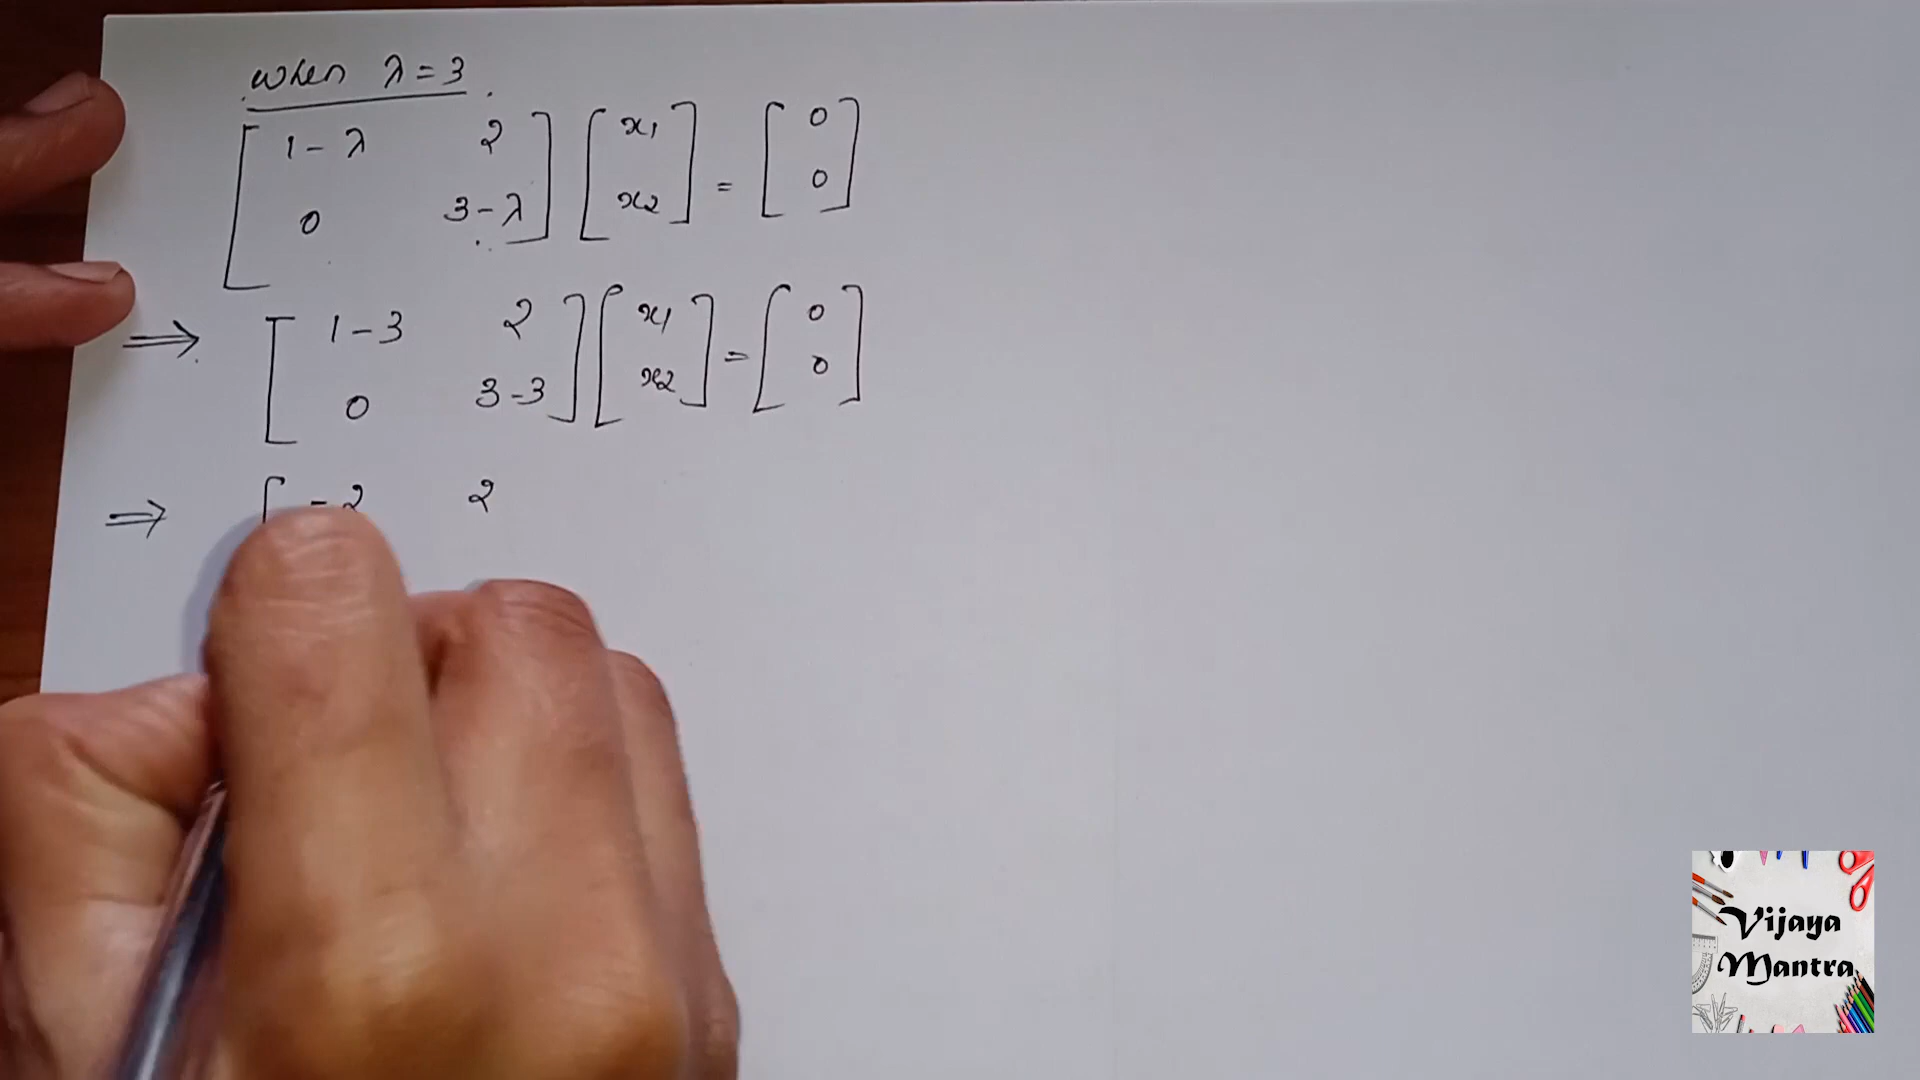 when λ = 3
[ 1 - λ 2 ] [ x1 ] = [ 0 ]
[ 0 3 - λ ] [ x2 ] [ 0 ]
⇒ [ 1 - 3 2 ] [ x1 ] = [ 0 ]
[ 0 3 - 3 ] [ x2 ] [ 0 ]
⇒ [ - 2 2
Vijaya
Mantra